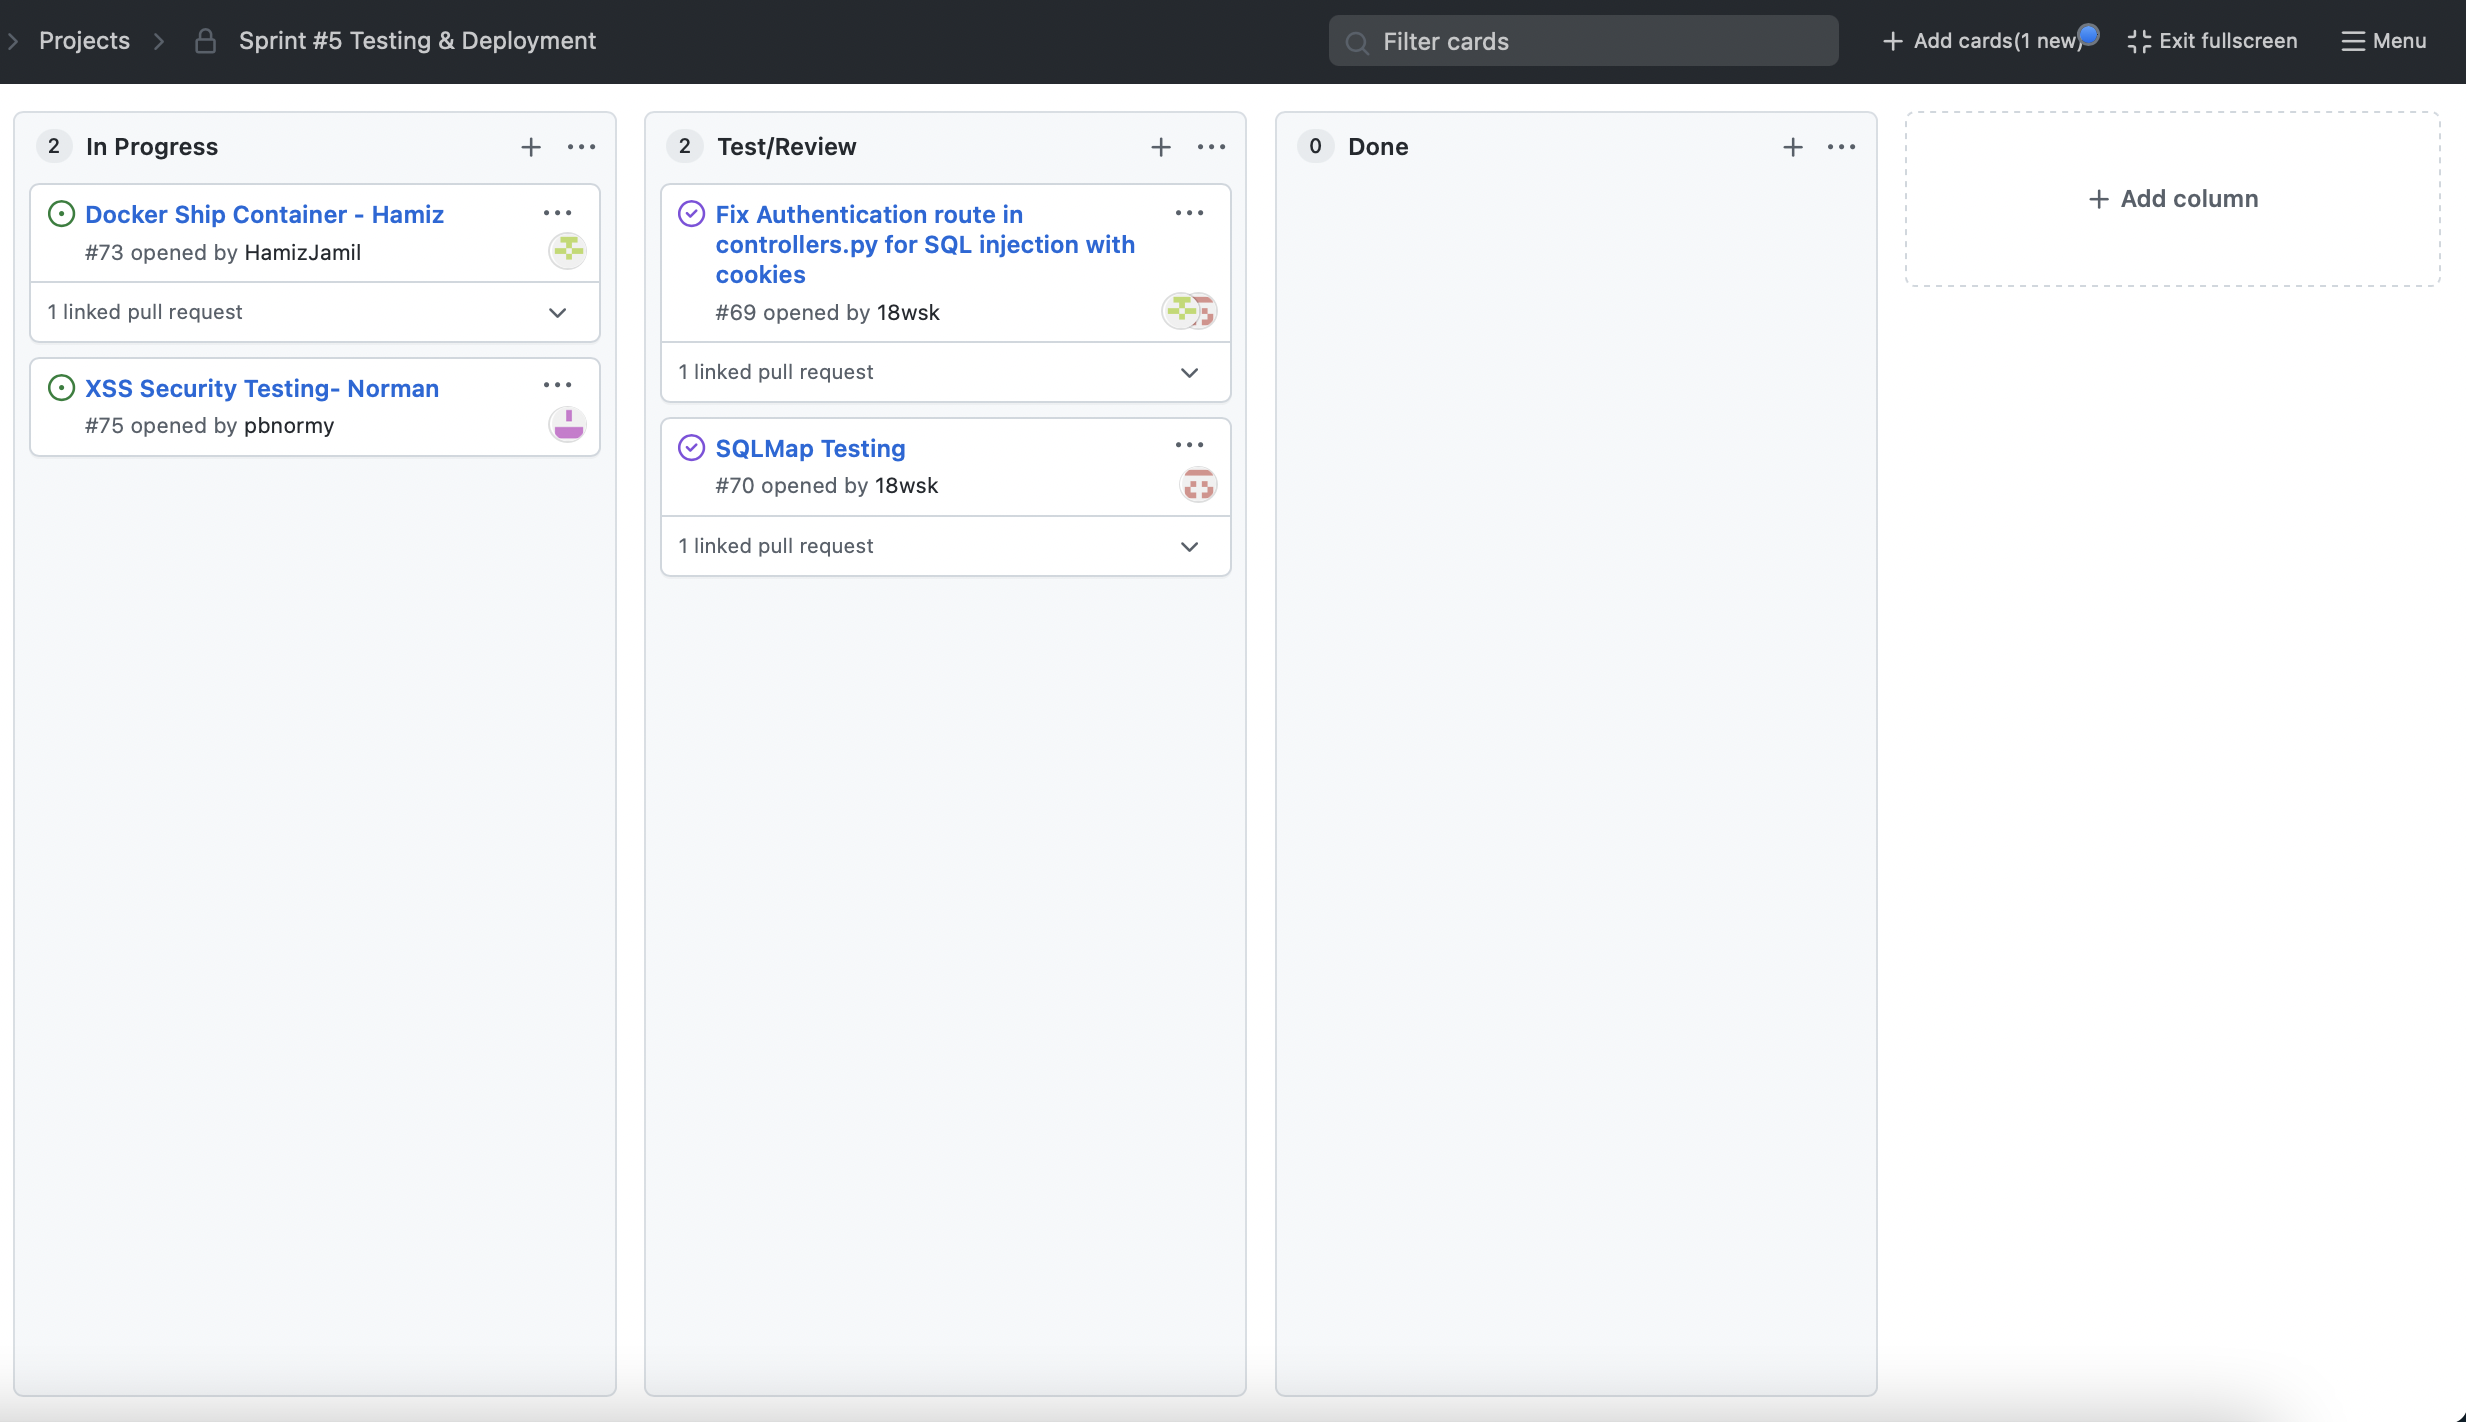 Projects
Sprint #5 Testing & Deployment
Filter cards
Add cards(1 new)
Exit fullscreen
Menu
2 In Progress
Docker Ship Container - Hamiz
#73 opened by HamizJamil
1 linked pull request
XSS Security Testing- Norman
#75 opened by pbnormy
2 Test/Review
Fix Authentication route in
controllers.py for SQL injection with
cookies
#69 opened by 18wsk
1 linked pull request
SQLMap Testing
#70 opened by 18wsk
1 linked pull request
0 Done
Add column